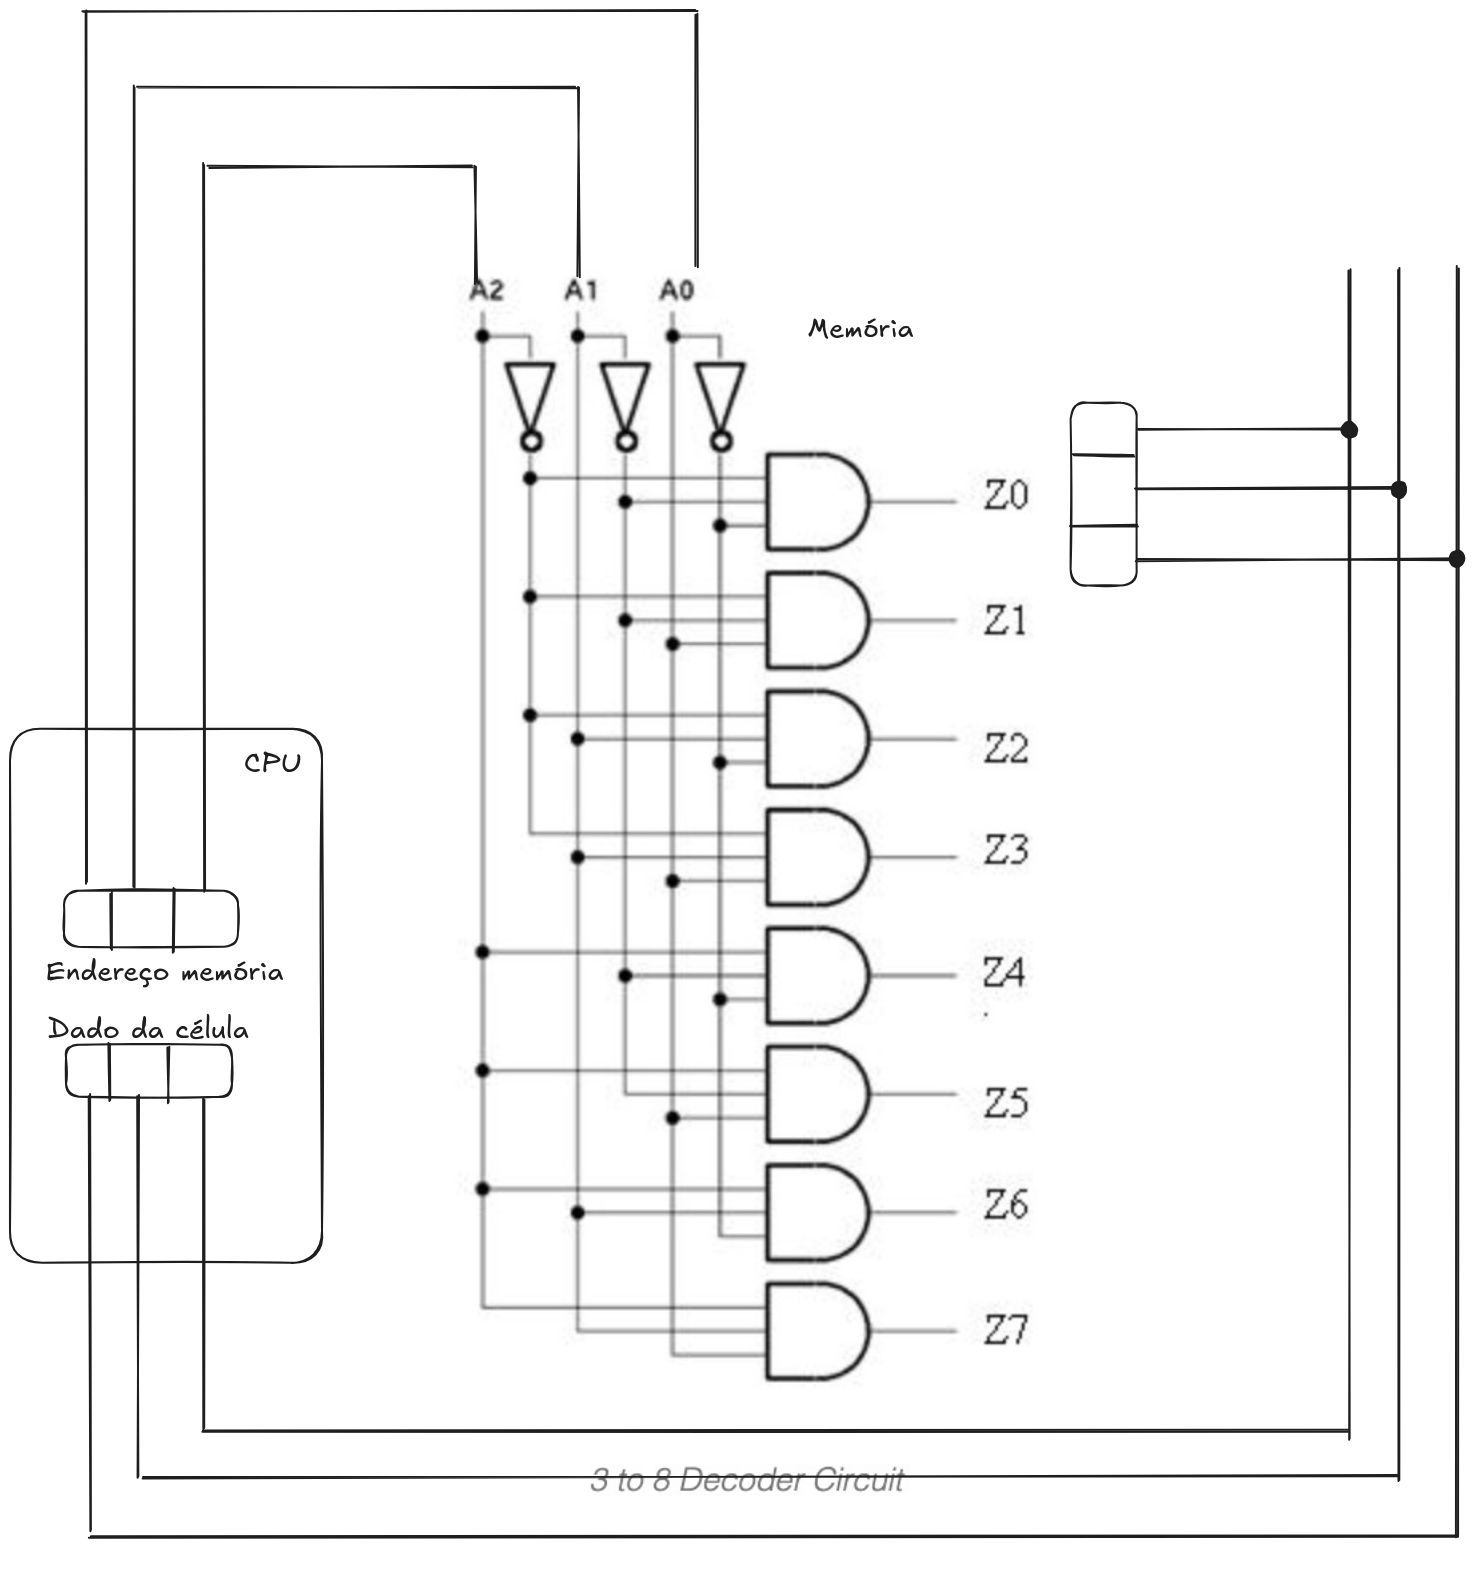 A2 A1 A0
Memória
Z0
Z1
Z2
CPU
Z3
Endereço memória
Z4
Dado da célula
Z5
Z6
Z7
3 to 8 Decoder Circuit